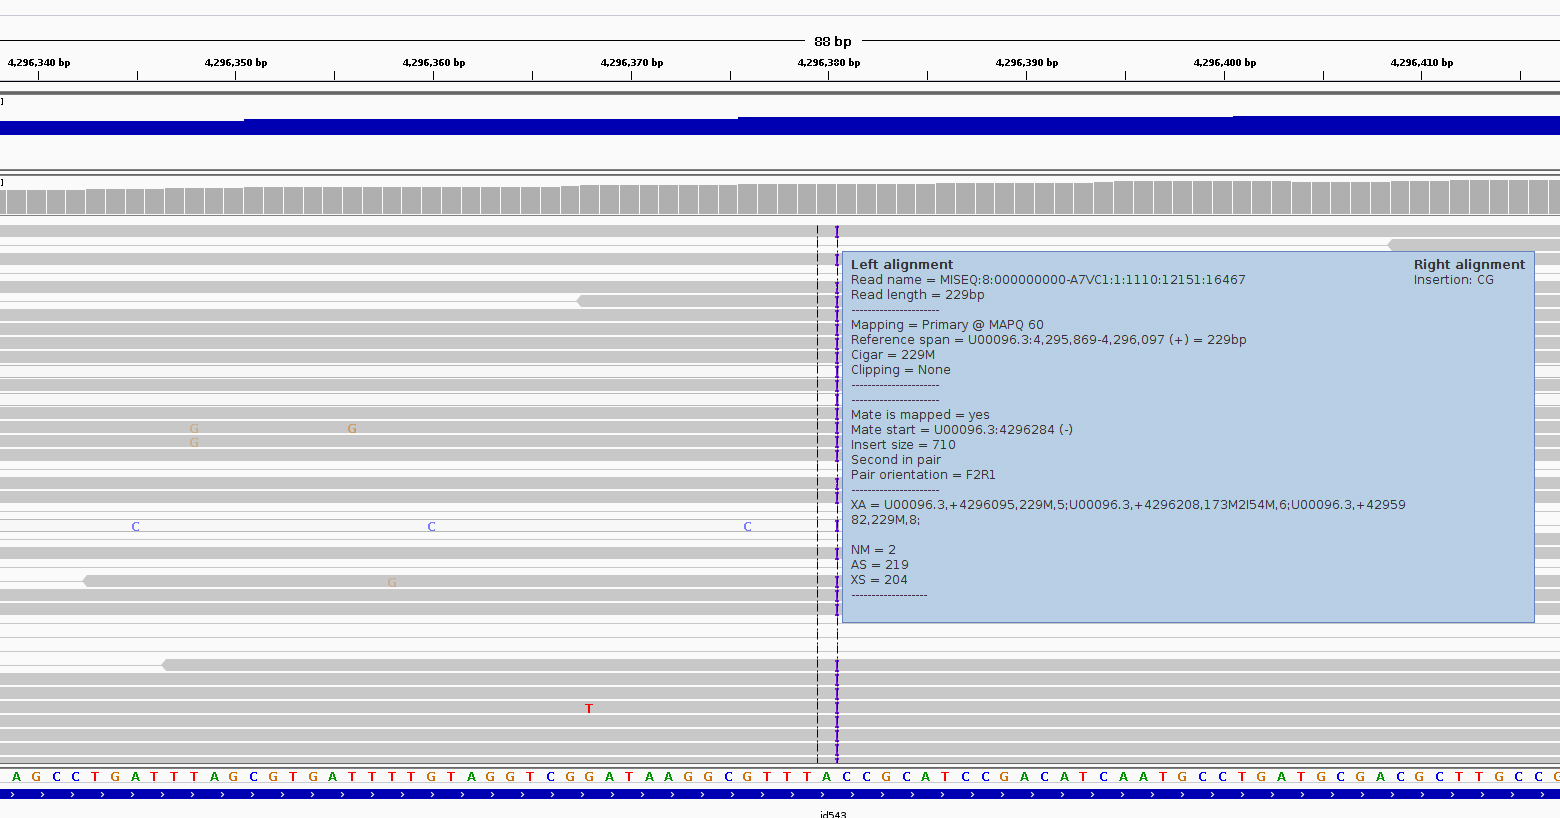 88 bp
4,296,340 bp 4,296,350 bp 4,296,360 bp 4,296,370 bp 4,296,380 bp 4,296,390 bp 4,296,400 bp 4,296,410 bp
]
]
Left alignment Right alignment
Read name = MISEQ:8:000000000-A7VC1:1:1110:12151:16467 Insertion: CG
Read length = 229bp
----------------------
Mapping = Primary @ MAPQ 60
Reference span = U00096.3:4,295,869-4,296,097 (+) = 229bp
Cigar = 229M
Clipping = None
----------------------
----------------------
Mate is mapped = yes
Mate start = U00096.3:4296284 (-)
Insert size = 710
Second in pair
Pair orientation = F2R1
----------------------
XA = U00096.3,+4296095,229M,5;U00096.3,+4296208,173M2I54M,6;U00096.3,+42959
82,229M,8;
NM = 2
AS = 219
XS = 204
-------------------
G G
G
C C C
G
T
A G C C T G A T T T A G C G T G A T T T T G T A G G T C G G A T A A G G C G T T T A C C G C A T C C G A C A T C A A T G C C T G A T G C G A C G C T T G C C G
id543